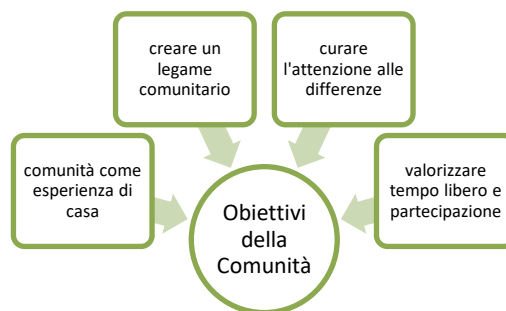 creare un
legame
comunitario
curare
l'attenzione alle
differenze
comunità come
esperienza di
casa
valorizzare
tempo libero e
partecipazione
Obiettivi
della
Comunità